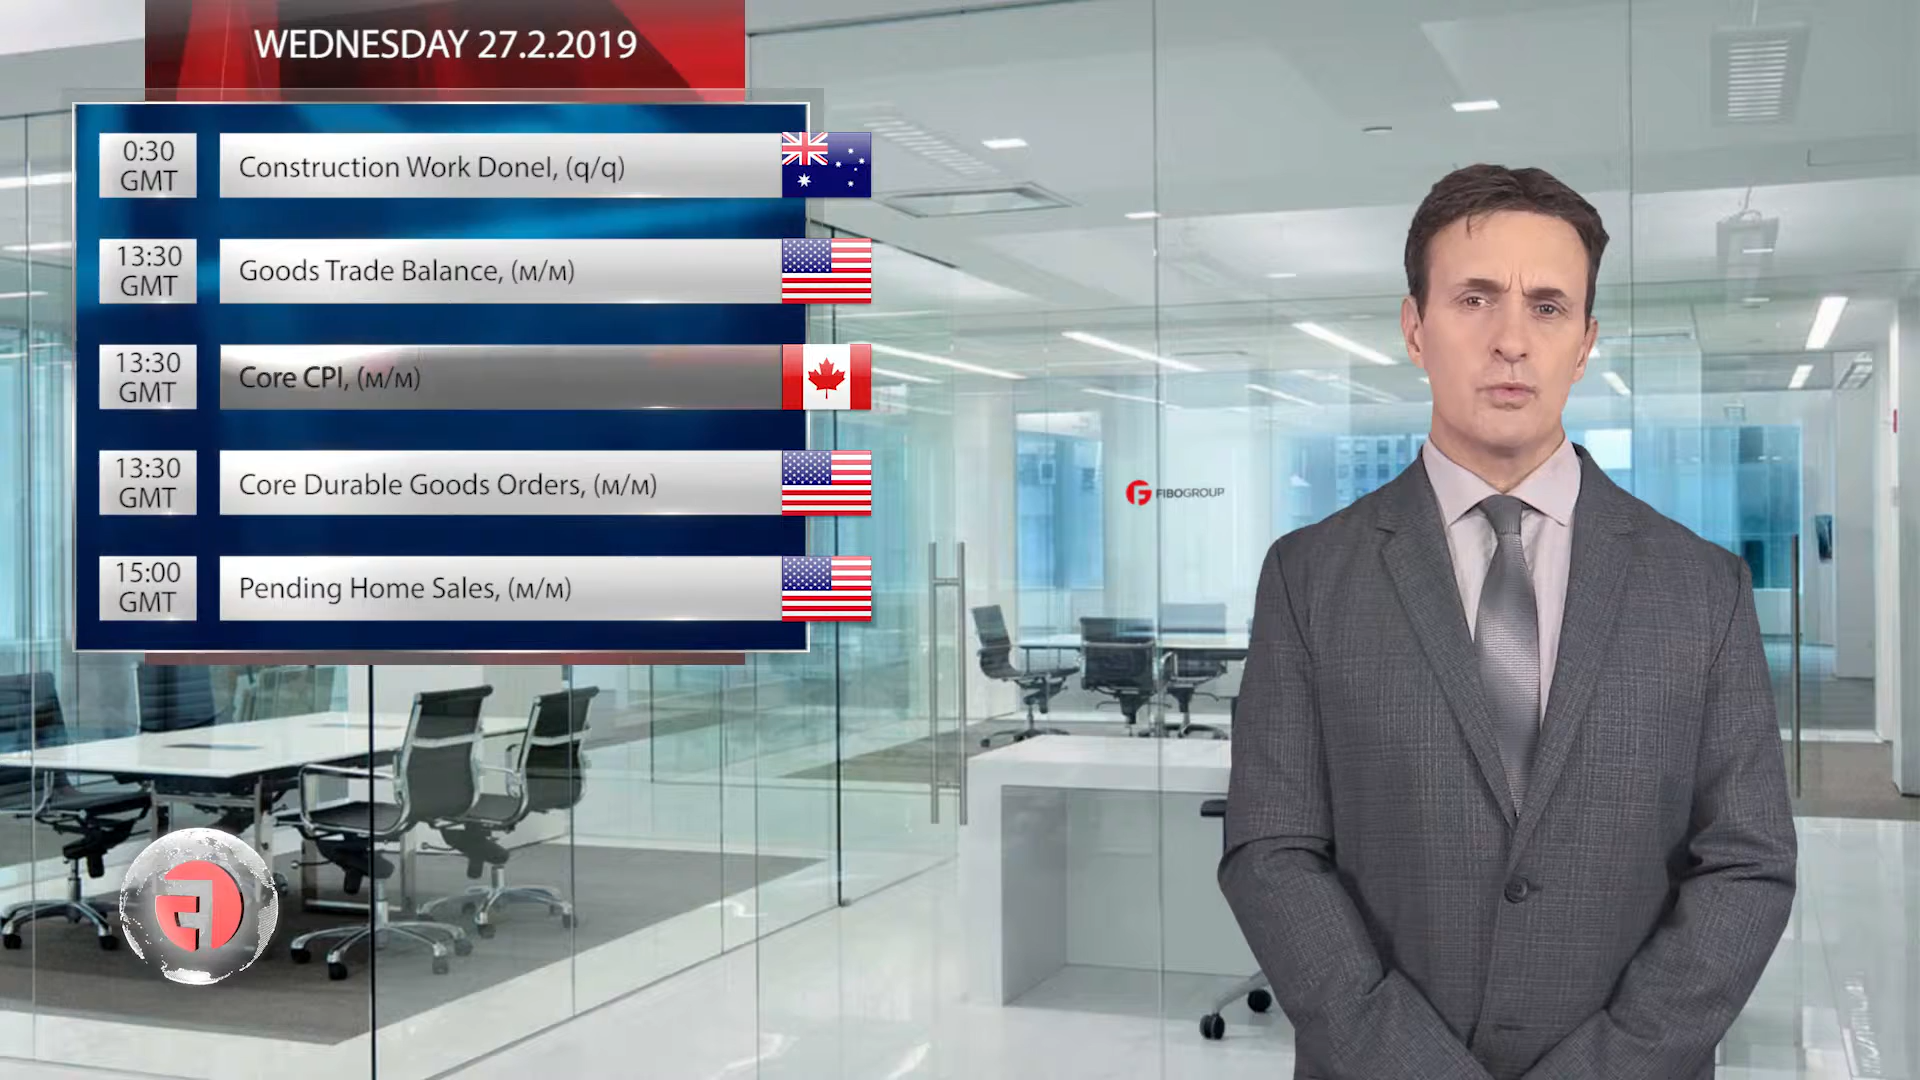 WEDNESDAY 27.2.2019
0:30
GMT
Construction Work Donel, (q/q)
13:30
GMT
Goods Trade Balance, (м/м)
13:30
GMT
Core CPI, (м/м)
13:30
GMT
Core Durable Goods Orders, (м/м)
15:00
GMT
Pending Home Sales, (м/м)
FIBOGROUP